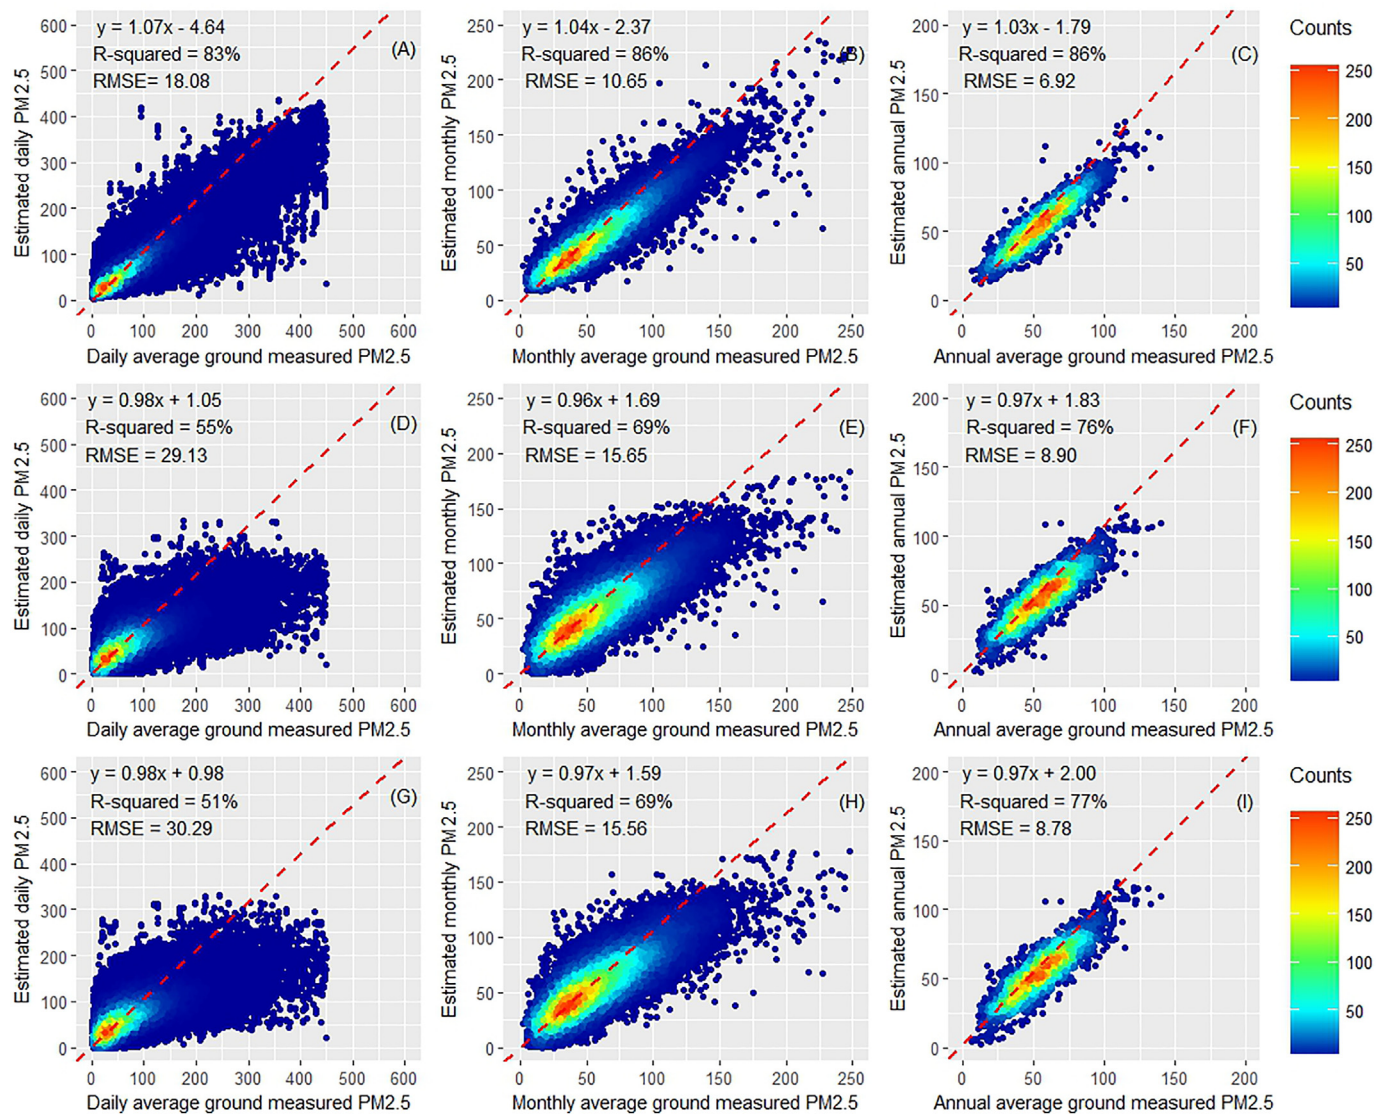 y = 1.07x - 4.64
R-squared = 83%
RMSE= 18.08
(A)
Estimated daily PM2.5
600
500
400
300
200
100
0
0 100 200 300 400 500 600
Daily average ground measured PM2.5
y = 1.04x - 2.37
R-squared = 86%
RMSE = 10.65
(B)
Estimated monthly PM2.5
250
200
150
100
50
0
0 50 100 150 200 250
Monthly average ground measured PM2.5
y = 1.03x - 1.79
R-squared = 86%
RMSE = 6.92
(C)
Estimated annual PM2.5
200
150
100
50
0
0 50 100 150 200
Annual average ground measured PM2.5
Counts
250
200
150
100
50
y = 0.98x + 1.05
R-squared = 55%
RMSE = 29.13
(D)
Estimated daily PM2.5
600
500
400
300
200
100
0
0 100 200 300 400 500 600
Daily average ground measured PM2.5
y = 0.96x + 1.69
R-squared = 69%
RMSE = 15.65
(E)
Estimated monthly PM2.5
250
200
150
100
50
0
0 50 100 150 200 250
Monthly average ground measured PM2.5
y = 0.97x + 1.83
R-squared = 76%
RMSE = 8.90
(F)
Estimated annual PM2.5
200
150
100
50
0
0 50 100 150 200
Annual average ground measured PM2.5
Counts
250
200
150
100
50
y = 0.98x + 0.98
R-squared = 51%
RMSE = 30.29
(G)
Estimated daily PM2.5
600
500
400
300
200
100
0
0 100 200 300 400 500 600
Daily average ground measured PM2.5
y = 0.97x + 1.59
R-squared = 69%
RMSE = 15.56
(H)
Estimated monthly PM2.5
250
200
150
100
50
0
0 50 100 150 200 250
Monthly average ground measured PM2.5
y = 0.97x + 2.00
R-squared = 77%
RMSE = 8.78
(I)
Estimated annual PM2.5
200
150
100
50
0
0 50 100 150 200
Annual average ground measured PM2.5
Counts
250
200
150
100
50